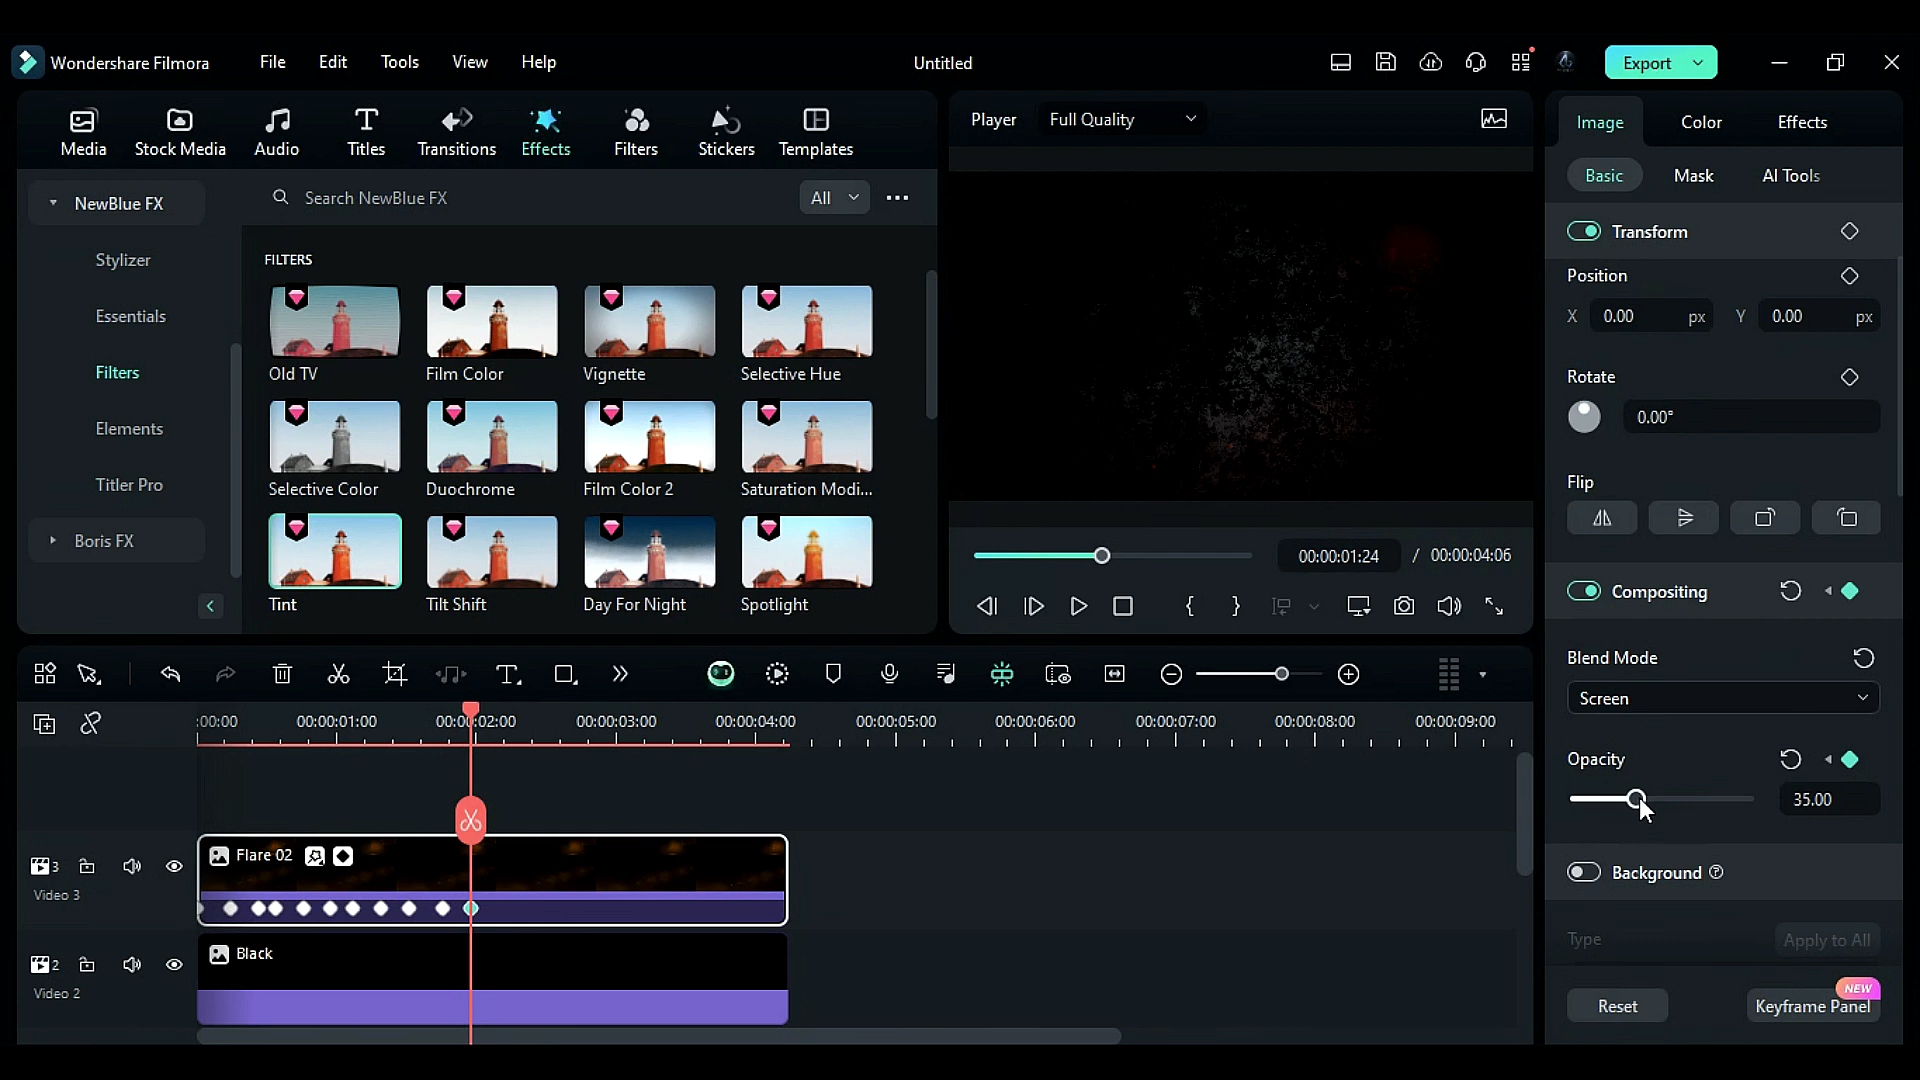 Wondershare Filmora File Edit Tools View Help Untitled Export
Media Stock Media Audio Titles Transitions Effects Filters Stickers Templates
NewBlue FX
Stylizer
Essentials
Filters
Elements
Titler Pro
Boris FX
Search NewBlue FX All
FILTERS
Old TV Film Color Vignette Selective Hue
Selective Color Duochrome Film Color 2 Saturation Modi...
Tint Tilt Shift Day For Night Spotlight
Player Full Quality
00:00:01:24 / 00:00:04:06
Image Color Effects
Basic Mask AI Tools
Transform
Position
X 0.00 px Y 0.00 px
Rotate
0.00°
Flip
Compositing
Blend Mode
Screen
Opacity
35.00
Background
Type Apply to All
NEW
Reset Keyframe Panel
:00:00 00:00:01:00 00:00:02:00 00:00:03:00 00:00:04:00 00:00:05:00 00:00:06:00 00:00:07:00 00:00:08:00 00:00:09:00
3
Video 3
Flare 02
2
Video 2
Black